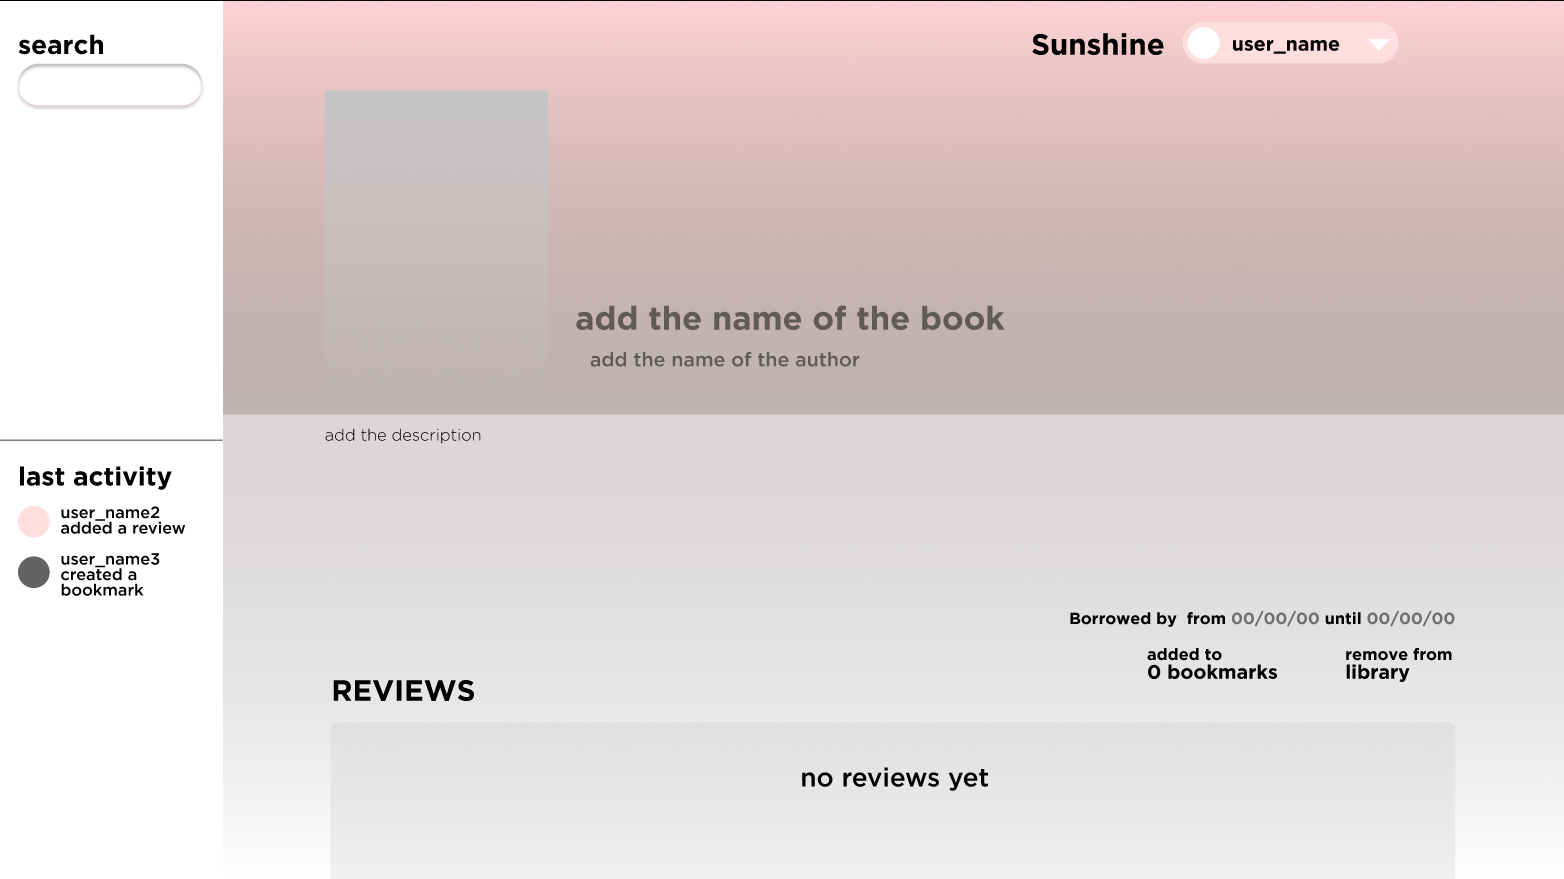 search
Sunshine
user_name
add the name of the book
add the name of the author
add the description
last activity
user_name2
added a review
user_name3
created a
bookmark
Borrowed by from 00/00/00 until 00/00/00
added to
0 bookmarks
remove from
library
REVIEWS
no reviews yet